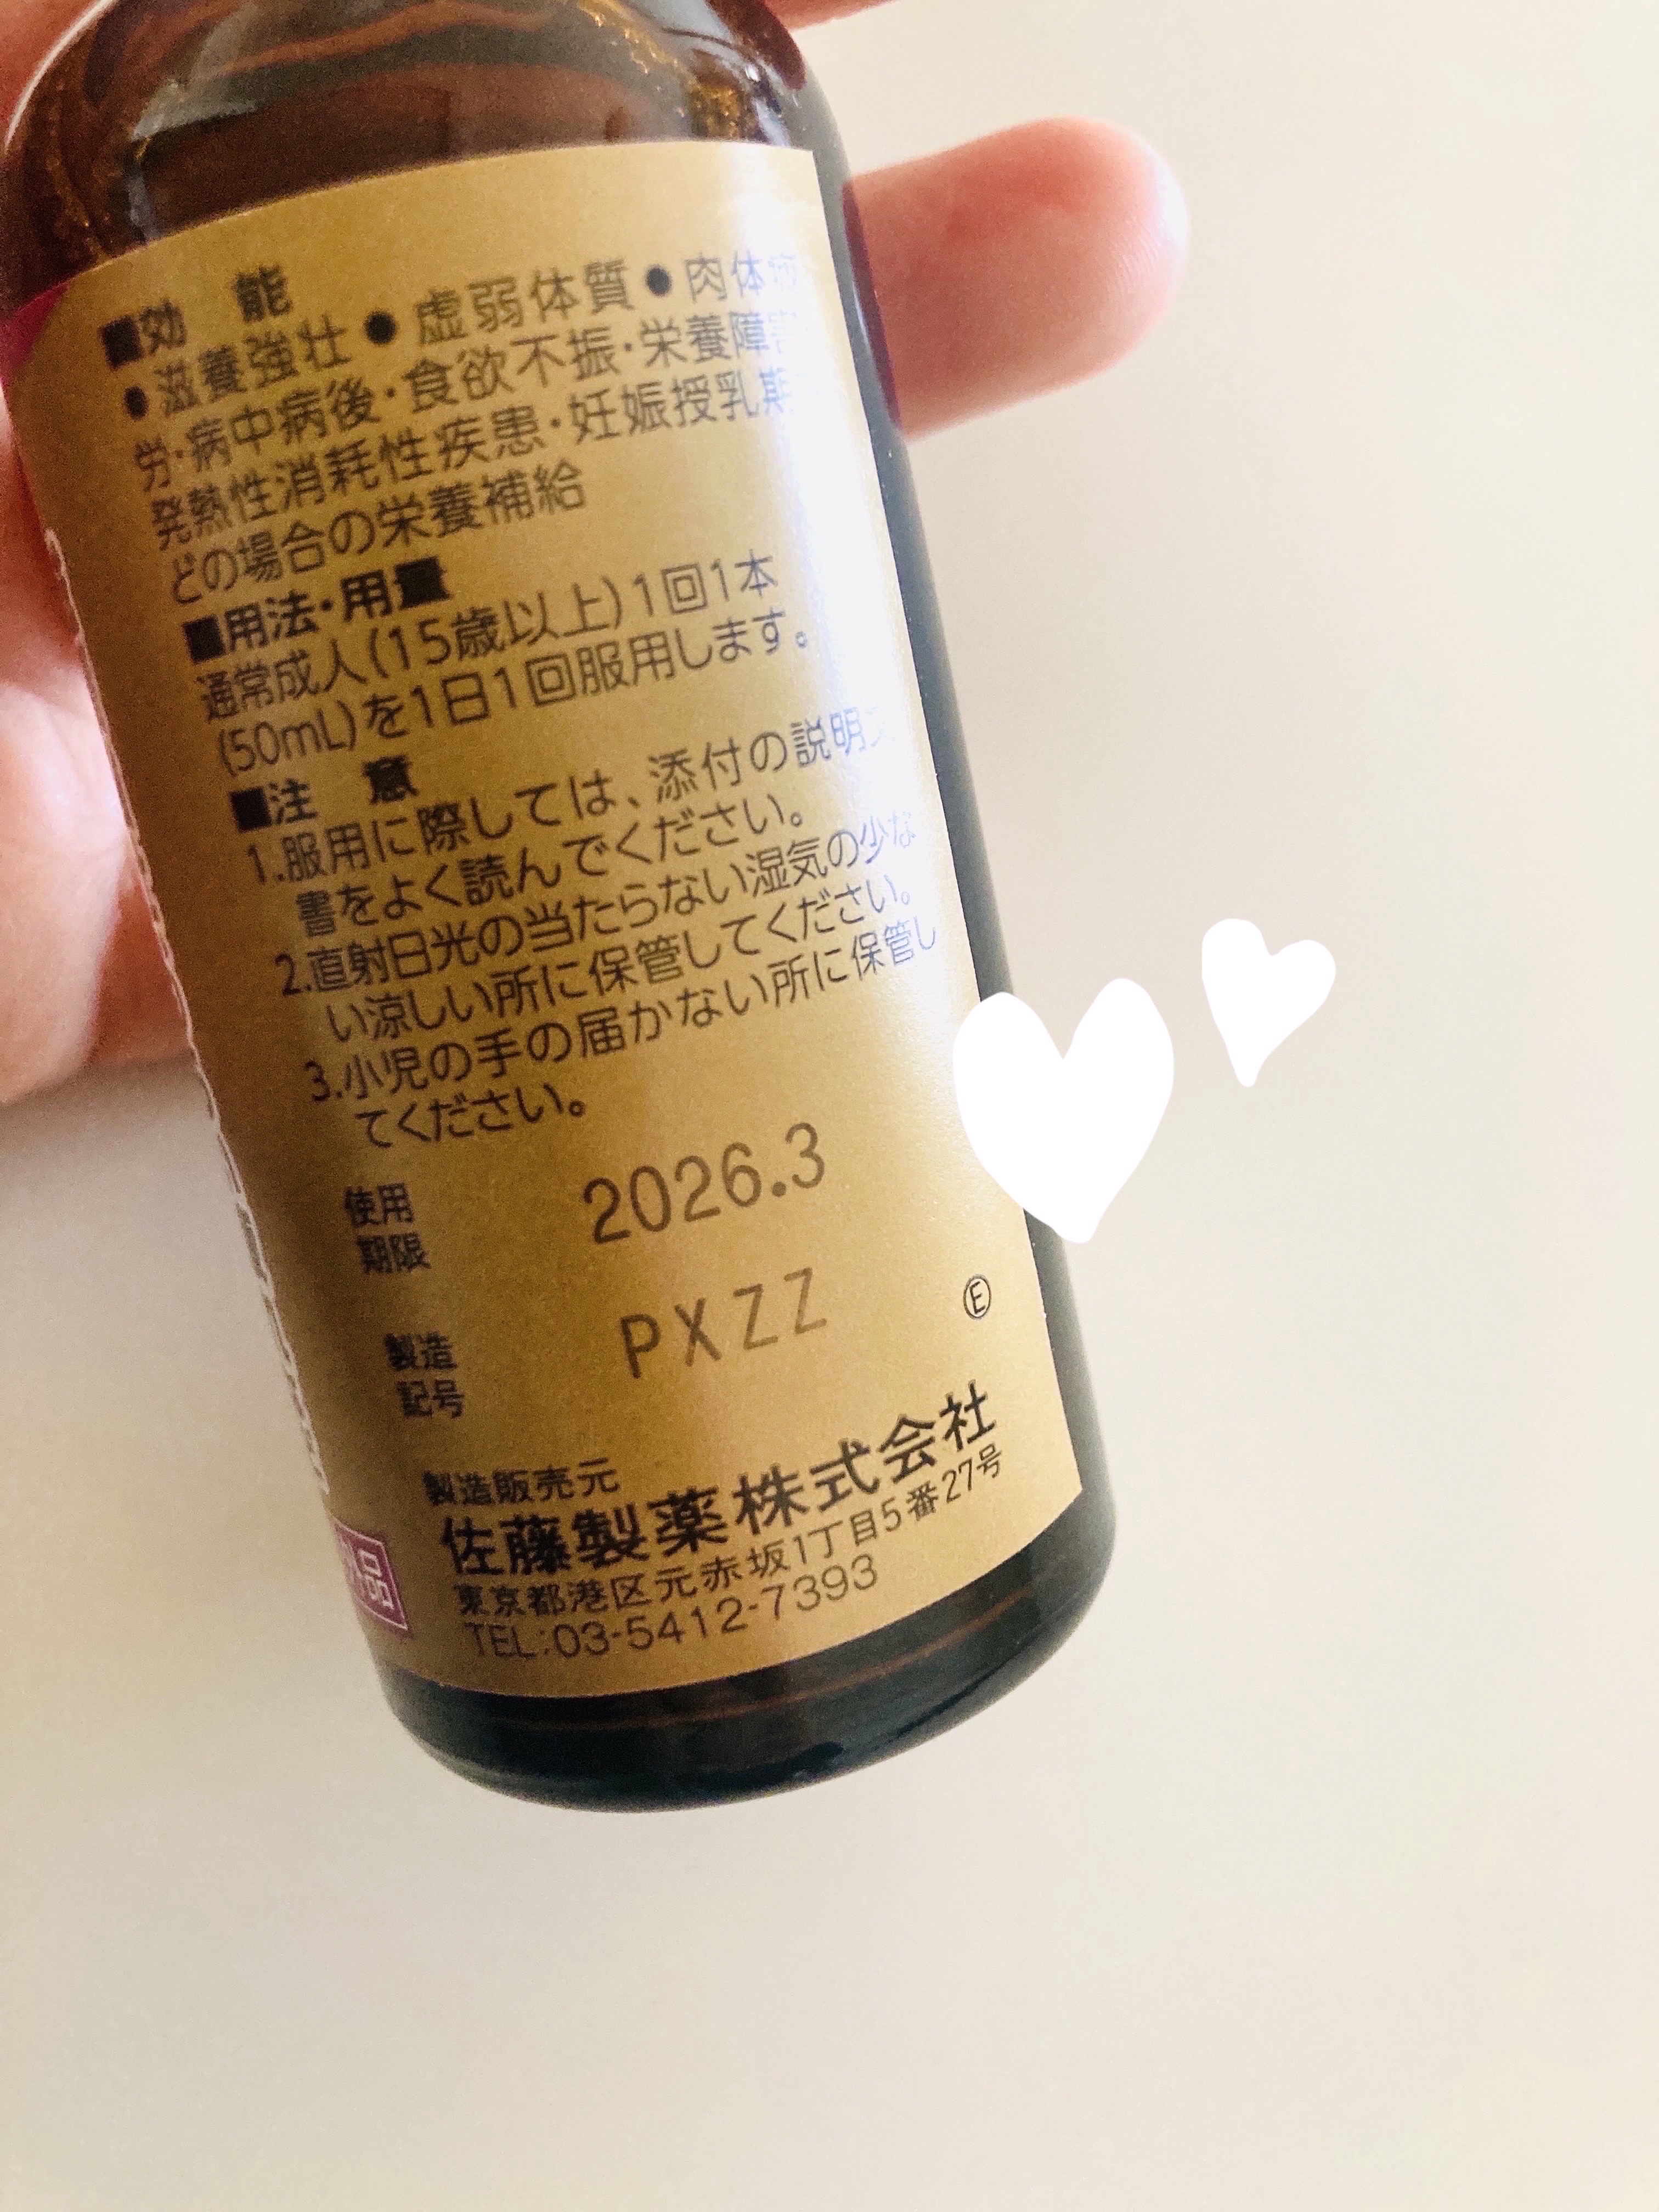 ■効 能
●滋養強壮●虚弱体質●肉体疲
労・病中病後・食欲不振・栄養障害
発熱性消耗性疾患・妊娠授乳期
どの場合の栄養補給
■用法・用量
通常成人(15歳以上)1回1本
(50mL)を1日1回服用します。
■注 意
1.服用に際しては、添付の説明文
書をよく読んでください。
2.直射日光の当たらない湿気の少な
い涼しい所に保管してください。
3.小児の手の届かない所に保管し
てください。
使用
期限
2026.3
製造
記号
PXZZ
Ⓔ
製造販売元
佐藤製薬株式会社
東京都港区元赤坂1丁目5番27号
TEL:03-5412-7393
外品